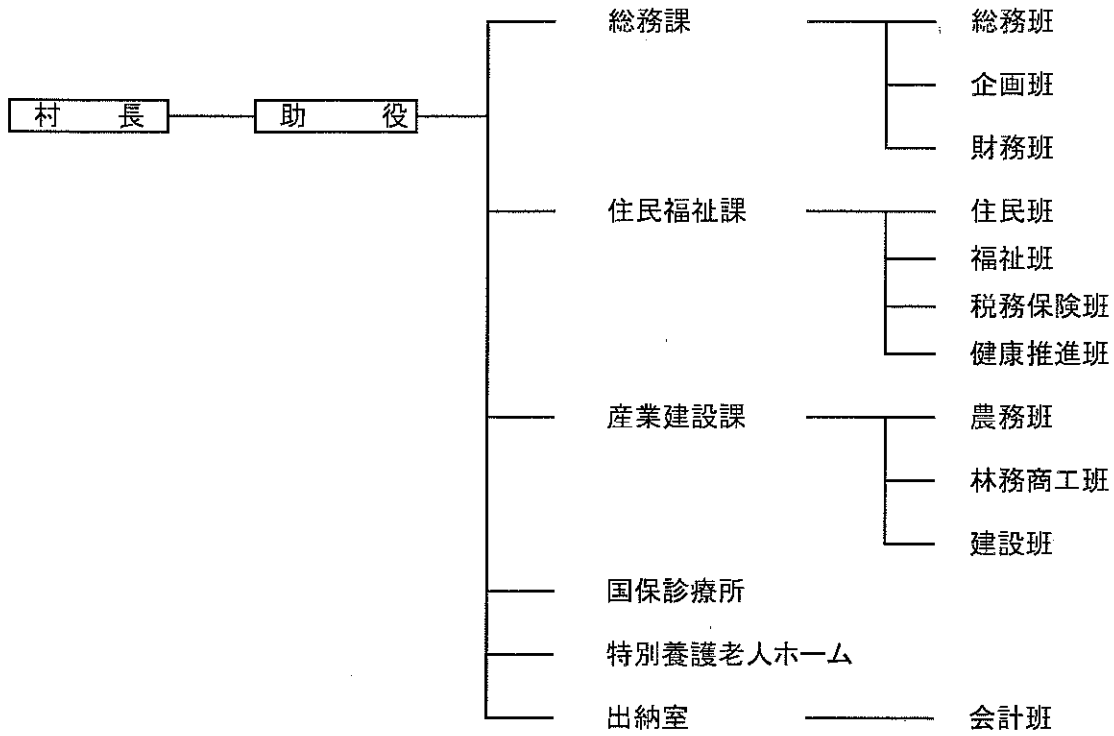 総務課 総務班
企画班
村長 助役
財務班
住民福祉課 住民班
福祉班
税務保険班
健康推進班
産業建設課 農務班
林務商工班
建設班
国保診療所
特別養護老人ホーム
出納室 会計班